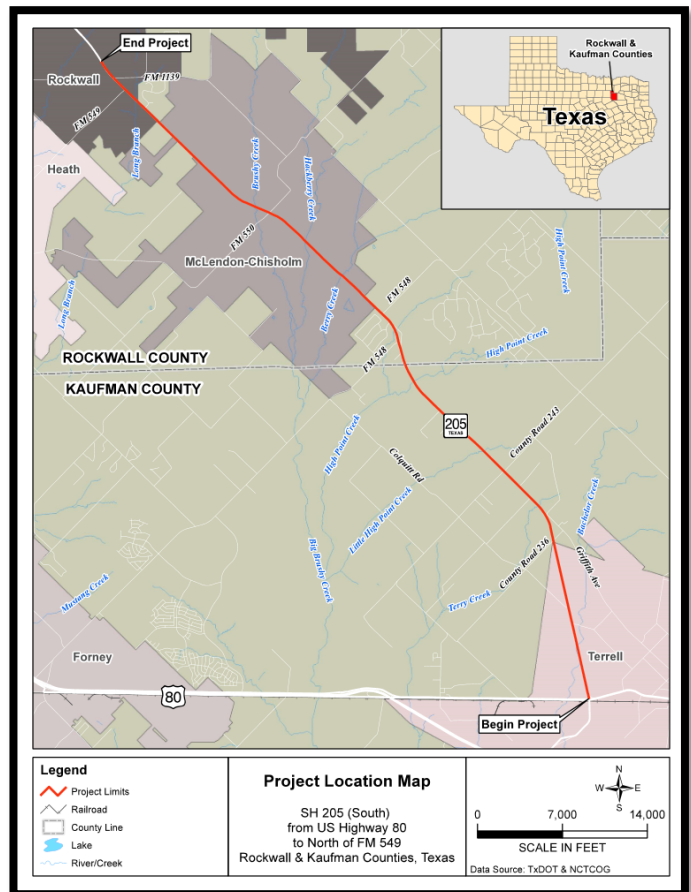 End Project
Rockwall
FM 1139
FM 549
Long Branch
Heath
Brushy Creek
Hackberry Creek
FM 550
McLendon-Chisholm
Long Branch
Berry Creek
FM 548
High Point Creek
High Point Creek
FM 548
ROCKWALL COUNTY
KAUFMAN COUNTY
205
TEXAS
County Road 243
High Point Creek
Colquitt Rd
Little High Point Creek
Bachelor Creek
Big Brushy Creek
County Road 236
Griffith Ave
Terry Creek
Mustang Creek
Forney
Terrell
80
Begin Project
Rockwall &
Kaufman Counties
Texas
Legend
Project Limits
Railroad
County Line
Lake
River/Creek
Project Location Map
SH 205 (South)
from US Highway 80
to North of FM 549
Rockwall & Kaufman Counties, Texas
N
W E
S
0 7,000 14,000
SCALE IN FEET
Data Source: TxDOT & NCTCOG